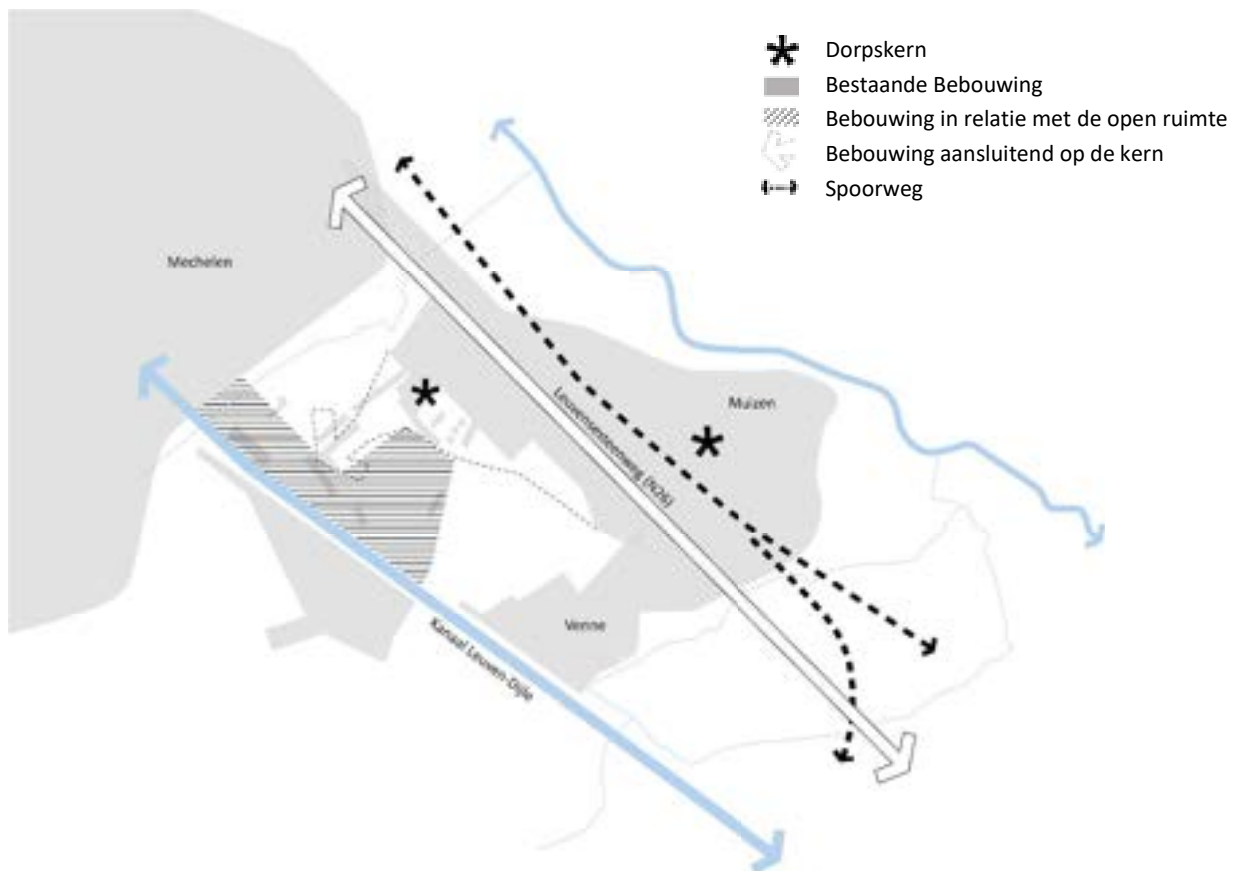 Dorpskern
Bestaande Bebouwing
Bebouwing in relatie met de open ruimte
Bebouwing aansluitend op de kern
Spoorweg
Mechelen
Muizen
Leuvensesteenweg (N26)
Venne
Kanaal Leuven-Dijle